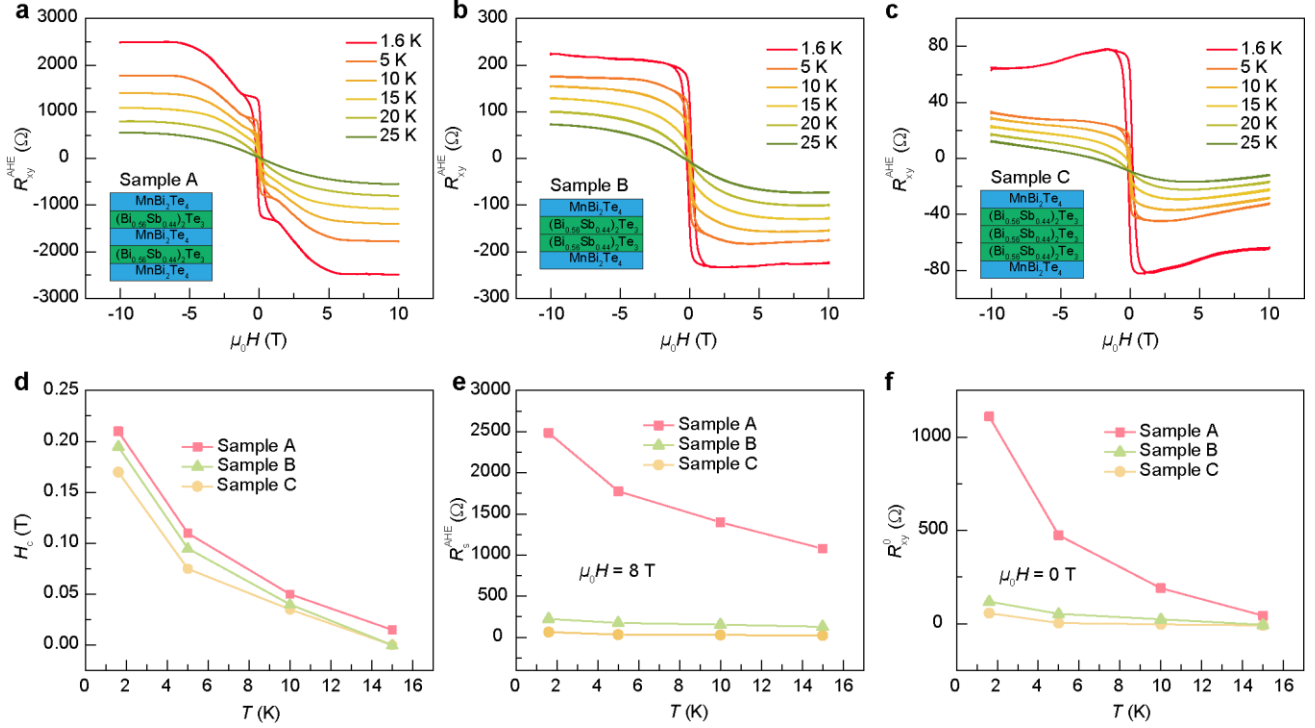 a
3000
2000
1000
0
-1000
-2000
-3000
R_xy^AHE (Ω)
1.6 K
5 K
10 K
15 K
20 K
25 K
Sample A
MnBi₂Te₄
(Bi₀.₅₆Sb₀.₄₄)₂Te₃
MnBi₂Te₄
(Bi₀.₅₆Sb₀.₄₄)₂Te₃
MnBi₂Te₄
-10 -5 0 5 10
μ₀H (T)
b
300
200
100
0
-100
-200
-300
R_xy^AHE (Ω)
1.6 K
5 K
10 K
15 K
20 K
25 K
Sample B
MnBi₂Te₄
(Bi₀.₅₆Sb₀.₄₄)₂Te₃
(Bi₀.₅₆Sb₀.₄₄)₂Te₃
MnBi₂Te₄
-10 -5 0 5 10
μ₀H (T)
c
80
40
0
-40
-80
R_xy^AHE (Ω)
1.6 K
5 K
10 K
15 K
20 K
25 K
Sample C
MnBi₂Te₄
(Bi₀.₅₆Sb₀.₄₄)₂Te₃
(Bi₀.₅₆Sb₀.₄₄)₂Te₃
(Bi₀.₅₆Sb₀.₄₄)₂Te₃
MnBi₂Te₄
-10 -5 0 5 10
μ₀H (T)
d
0.25
0.20
0.15
0.10
0.05
0.00
H_c (T)
Sample A
Sample B
Sample C
0 2 4 6 8 10 12 14 16
T (K)
e
3000
2500
2000
1500
1000
500
0
R_s^AHE (Ω)
Sample A
Sample B
Sample C
μ₀H = 8 T
0 2 4 6 8 10 12 14 16
T (K)
f
1000
500
0
R_xy^0 (Ω)
Sample A
Sample B
Sample C
μ₀H = 0 T
0 2 4 6 8 10 12 14 16
T (K)